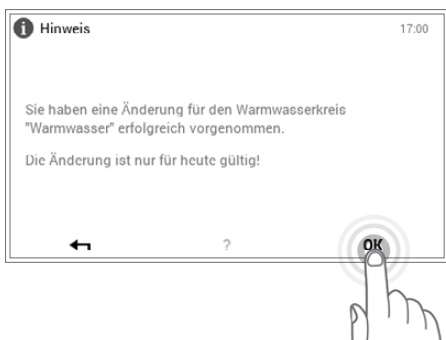 Hinweis 17:00
Sie haben eine Änderung für den Warmwasserkreis
"Warmwasser" erfolgreich vorgenommen.
Die Änderung ist nur für heute gültig!
? OK